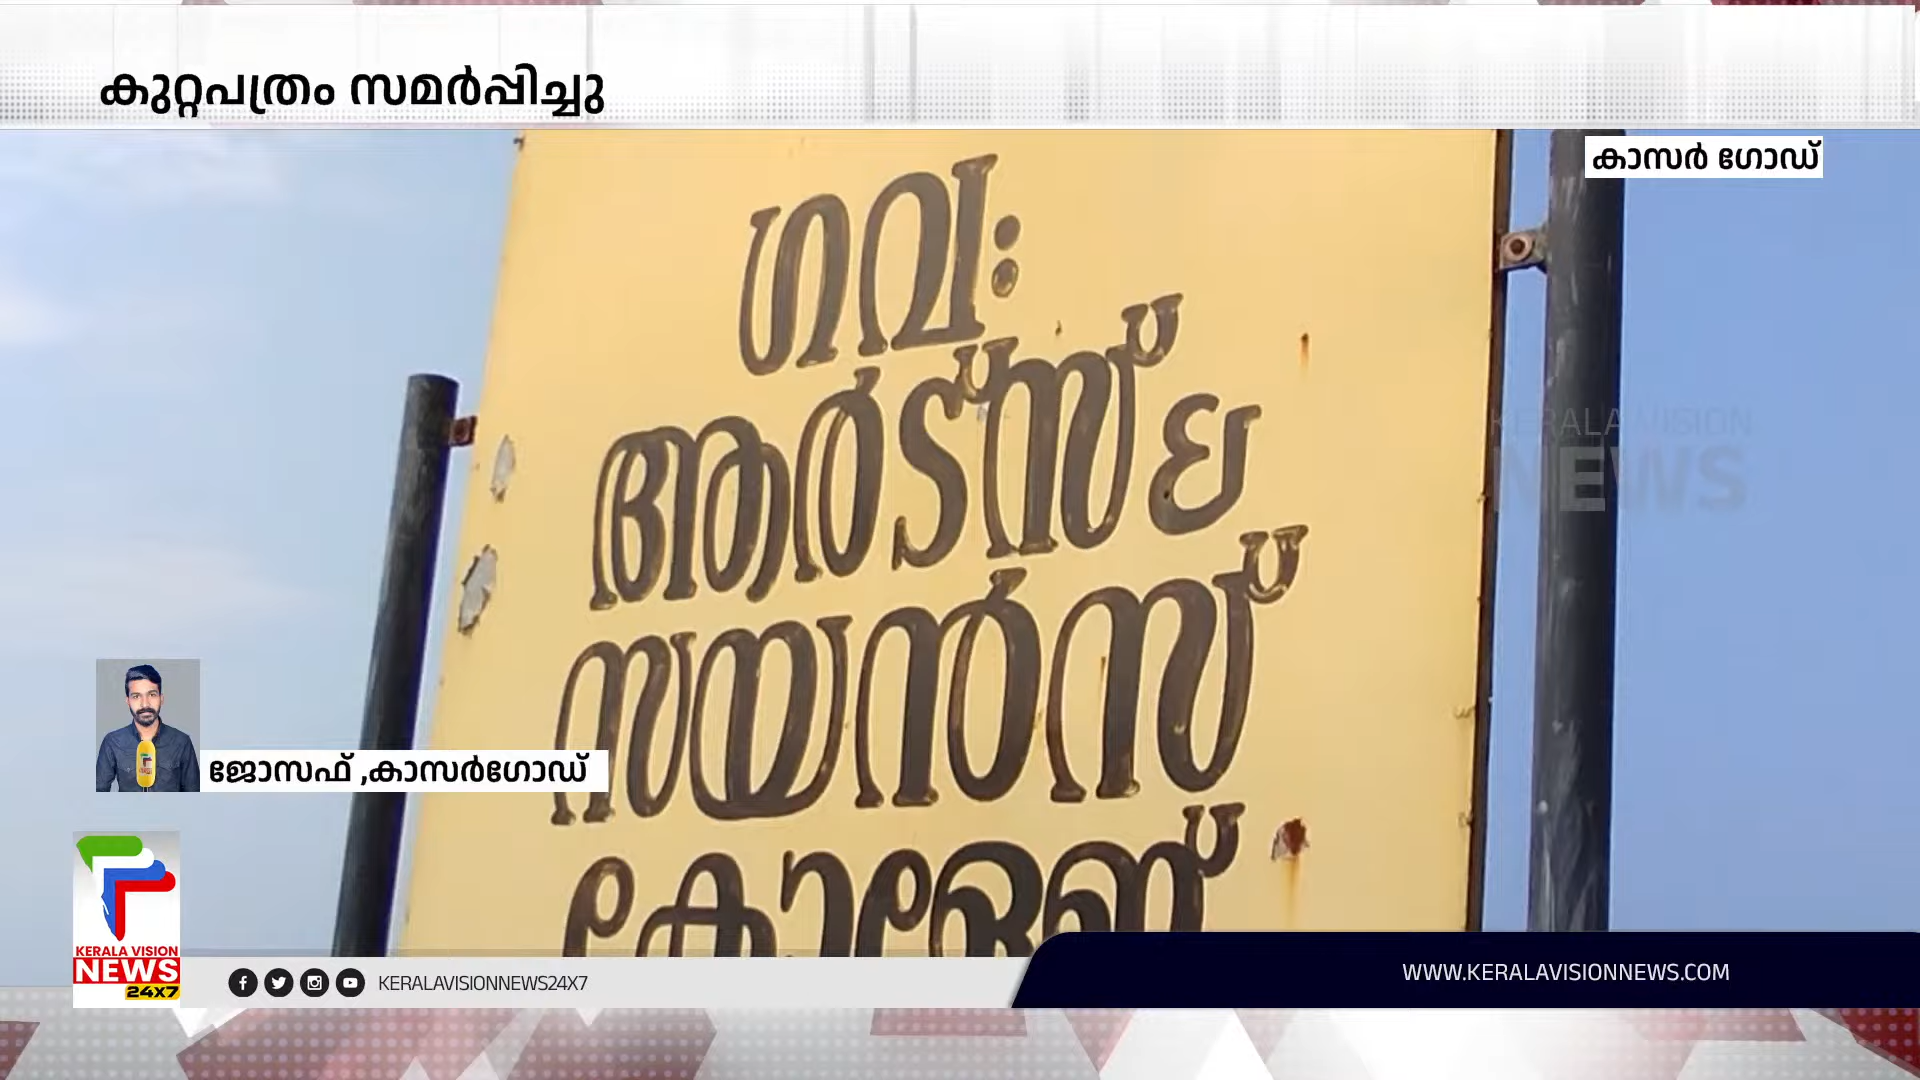 കുറ്റപത്രം സമർപ്പിച്ചു
കാസർ ഗോഡ്
ഗവ:
ആർട്സ് &
സയൻസ്
കോളേജ്
KERALA VISION
NEWS
ജോസഫ് ,കാസർഗോഡ്
KERALA VISION
NEWS
24X7
KERALAVISIONNEWS24X7
WWW.KERALAVISIONNEWS.COM